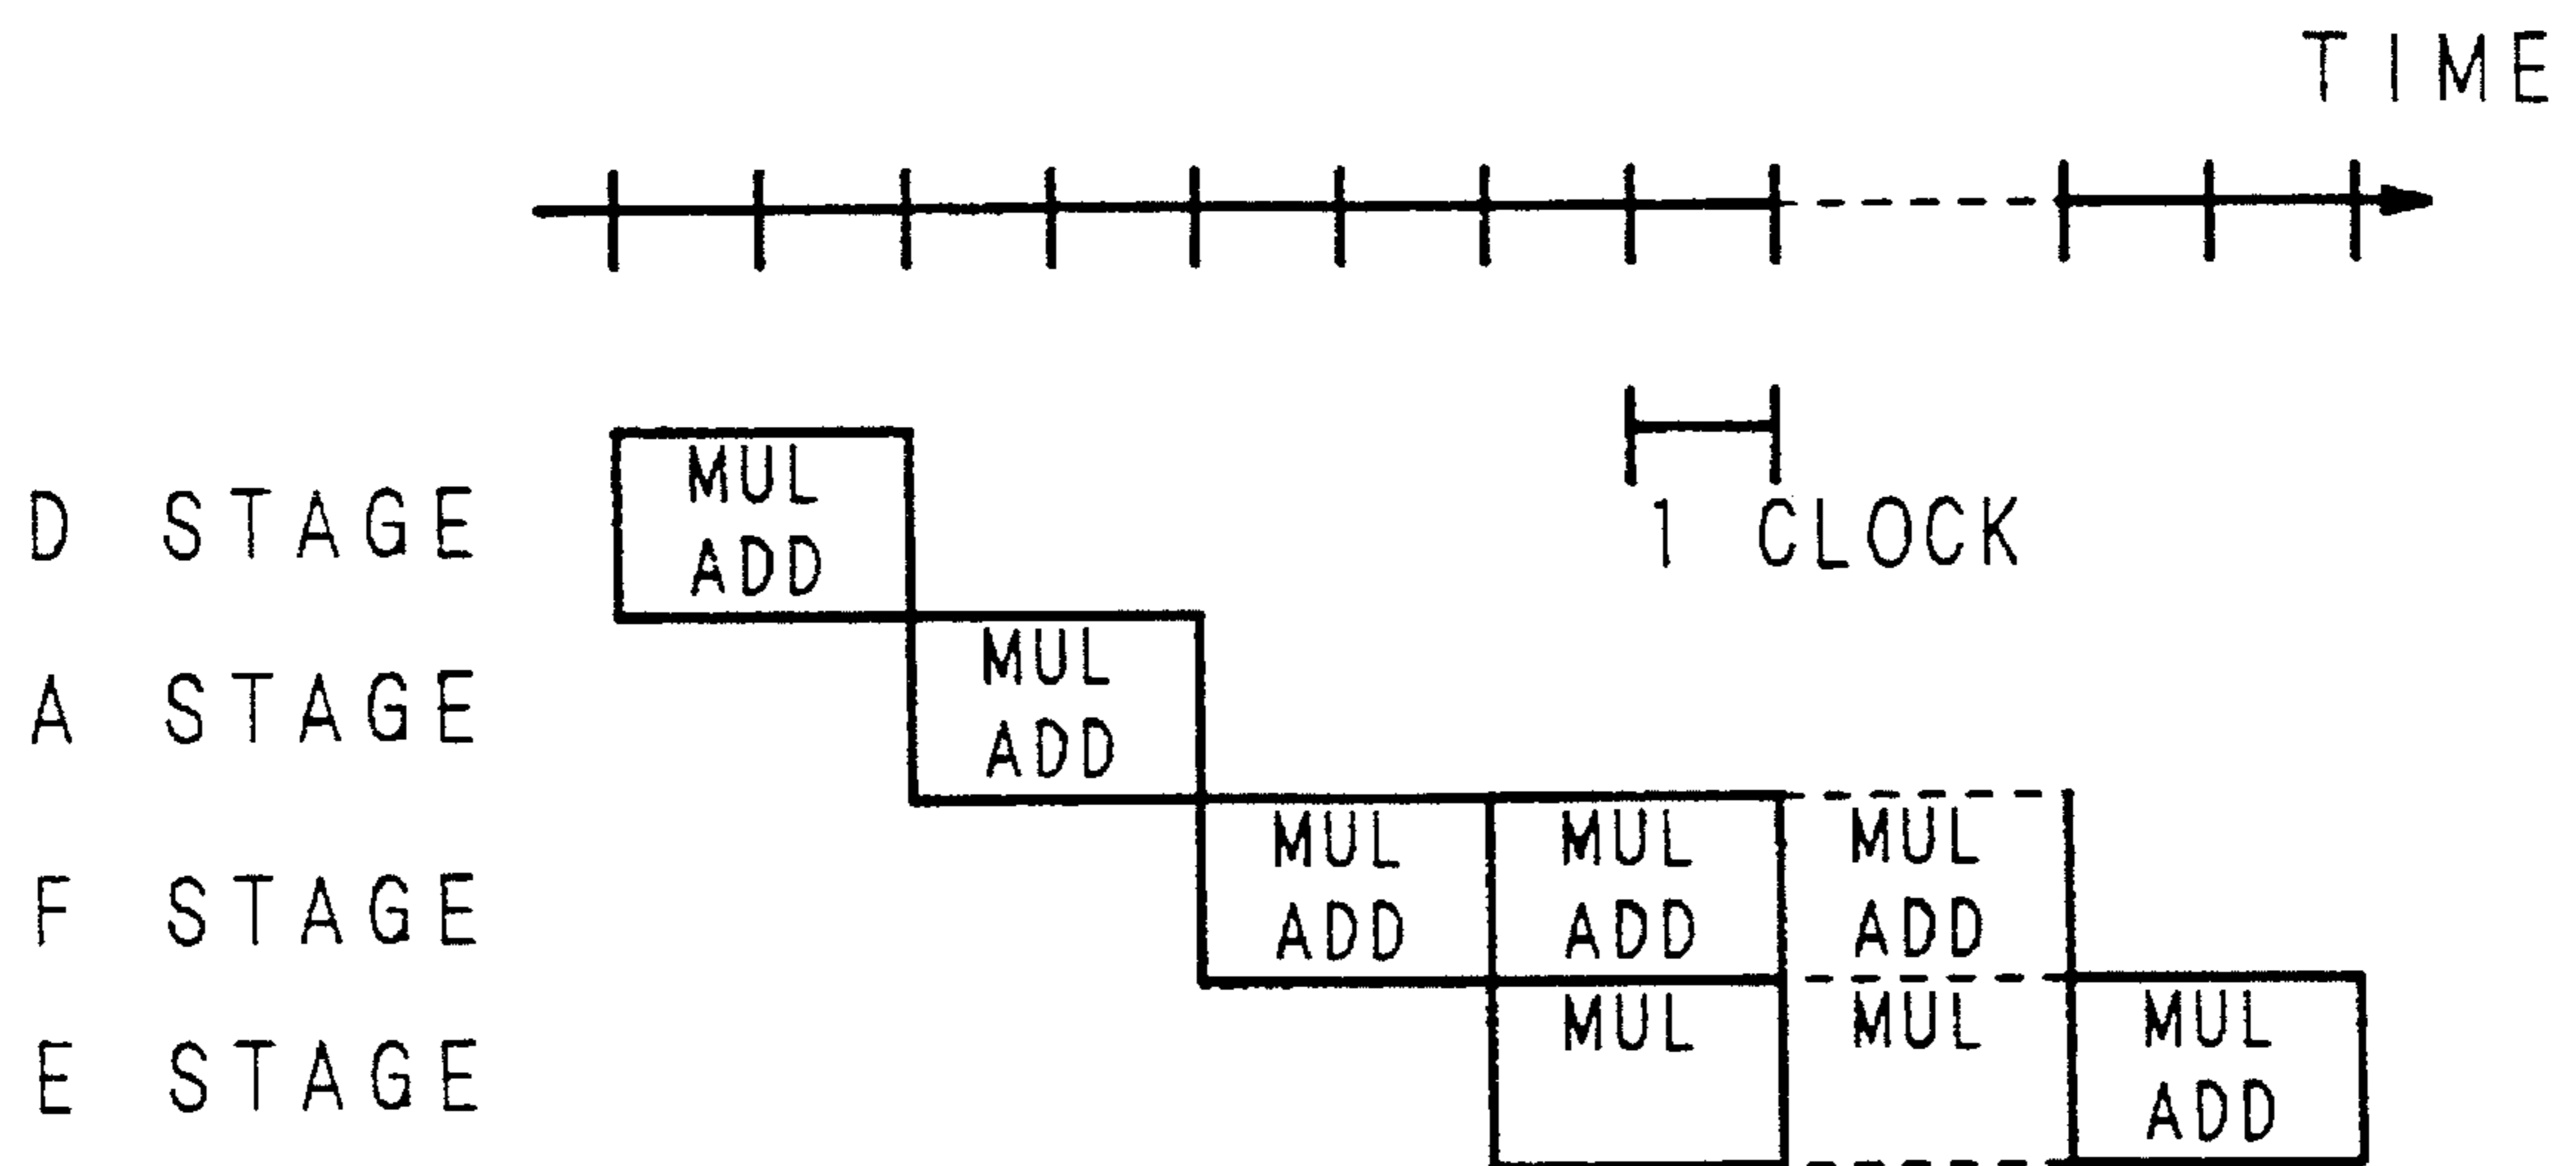 TIME
1 CLOCK
D STAGE
MUL
ADD
A STAGE
MUL
ADD
F STAGE
MUL MUL MUL
ADD ADD ADD
E STAGE
MUL MUL MUL
ADD